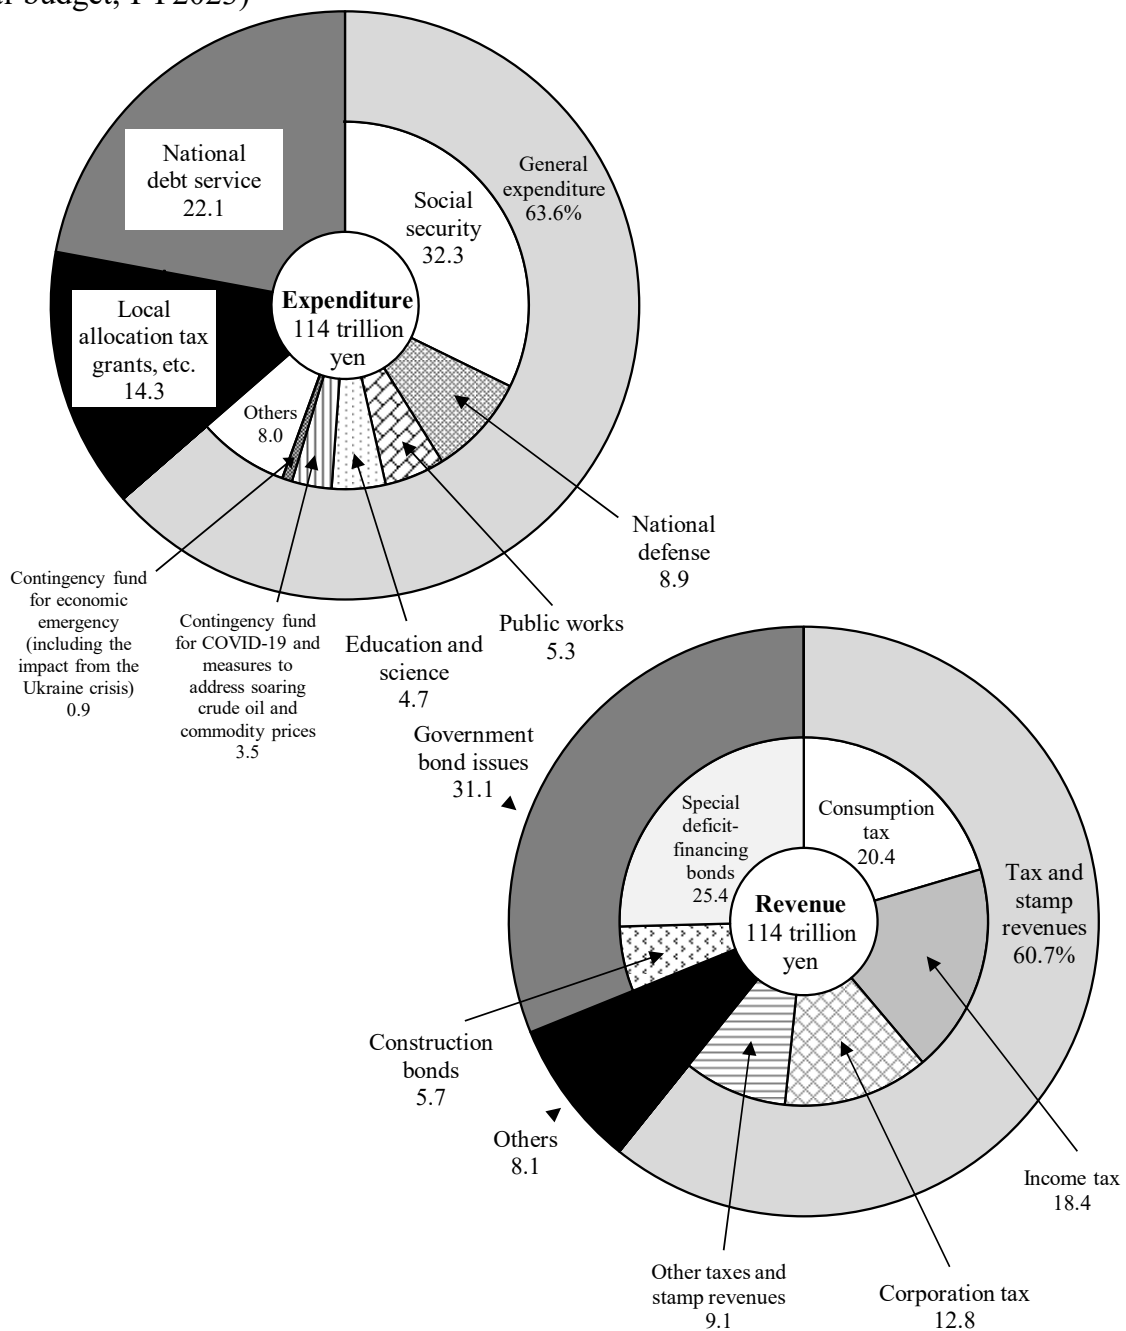 budget, FY2023)
National
debt service
22.1
General
expenditure
63.6%
Social
security
32.3
Expenditure
114 trillion
yen
Local
allocation tax
grants, etc.
14.3
Others
8.0
National
defense
8.9
Public works
5.3
Education and
science
4.7
Contingency fund
for COVID-19 and
measures to
address soaring
crude oil and
commodity prices
3.5
Contingency fund
for economic
emergency
(including the
impact from the
Ukraine crisis)
0.9
Government
bond issues
31.1
Special
deficit-
financing
bonds
25.4
Consumption
tax
20.4
Tax and
stamp
revenues
60.7%
Revenue
114 trillion
yen
Construction
bonds
5.7
Others
8.1
Income tax
18.4
Other taxes and
stamp revenues
9.1
Corporation tax
12.8